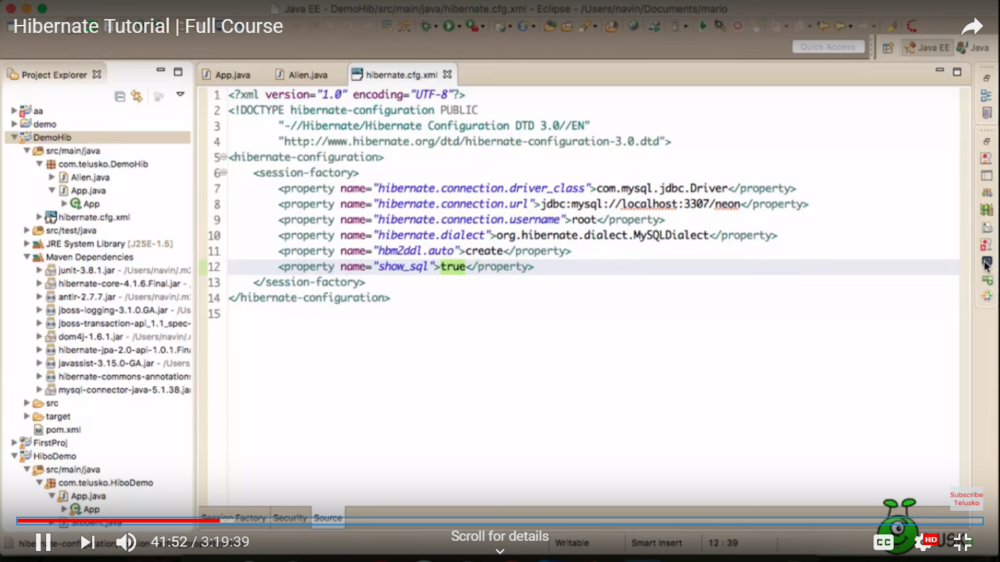 Java EE - DemoHib/src/main/java/hibernate.cfg.xml - Eclipse - /Users/navin/Documents/mario
Hibernate Tutorial | Full Course
Quick Access
Java EE
Java
Project Explorer
App.java
Alien.java
hibernate.cfg.xml
aa
demo
DemoHib
src/main/java
com.telusko.DemoHib
Alien.java
App.java
App
hibernate.cfg.xml
src/test/java
JRE System Library [J2SE-1.5]
Maven Dependencies
junit-3.8.1.jar - /Users/navin/.m2
hibernate-core-4.1.6.Final.jar -
antlr-2.7.7.jar - /Users/navin/.m2
jboss-logging-3.1.0.GA.jar - /Us
jboss-transaction-api_1.1_spec-
dom4j-1.6.1.jar - /Users/navin/.
hibernate-jpa-2.0-api-1.0.1.Fina
javassist-3.15.0-GA.jar - /Users
hibernate-commons-annotations
mysql-connector-java-5.1.38.jar
src
target
pom.xml
FirstProj
HiboDemo
src/main/java
com.telusko.HiboDemo
App.java
App
Student.java
1 <?xml version="1.0" encoding="UTF-8"?>
2 <!DOCTYPE hibernate-configuration PUBLIC
3 "-//Hibernate/Hibernate Configuration DTD 3.0//EN"
4 "http://www.hibernate.org/dtd/hibernate-configuration-3.0.dtd">
5 <hibernate-configuration>
6 <session-factory>
7 <property name="hibernate.connection.driver_class">com.mysql.jdbc.Driver</property>
8 <property name="hibernate.connection.url">jdbc:mysql://localhost:3307/neon</property>
9 <property name="hibernate.connection.username">root</property>
10 <property name="hibernate.dialect">org.hibernate.dialect.MySQLDialect</property>
11 <property name="hbm2ddl.auto">create</property>
12 <property name="show_sql">true</property>
13 </session-factory>
14 </hibernate-configuration>
15
Subscribe
Telusko
Session Factory
Security
Source
41:52 / 3:19:39
Scroll for details
Writable
Smart Insert
12 : 39
CC
HD